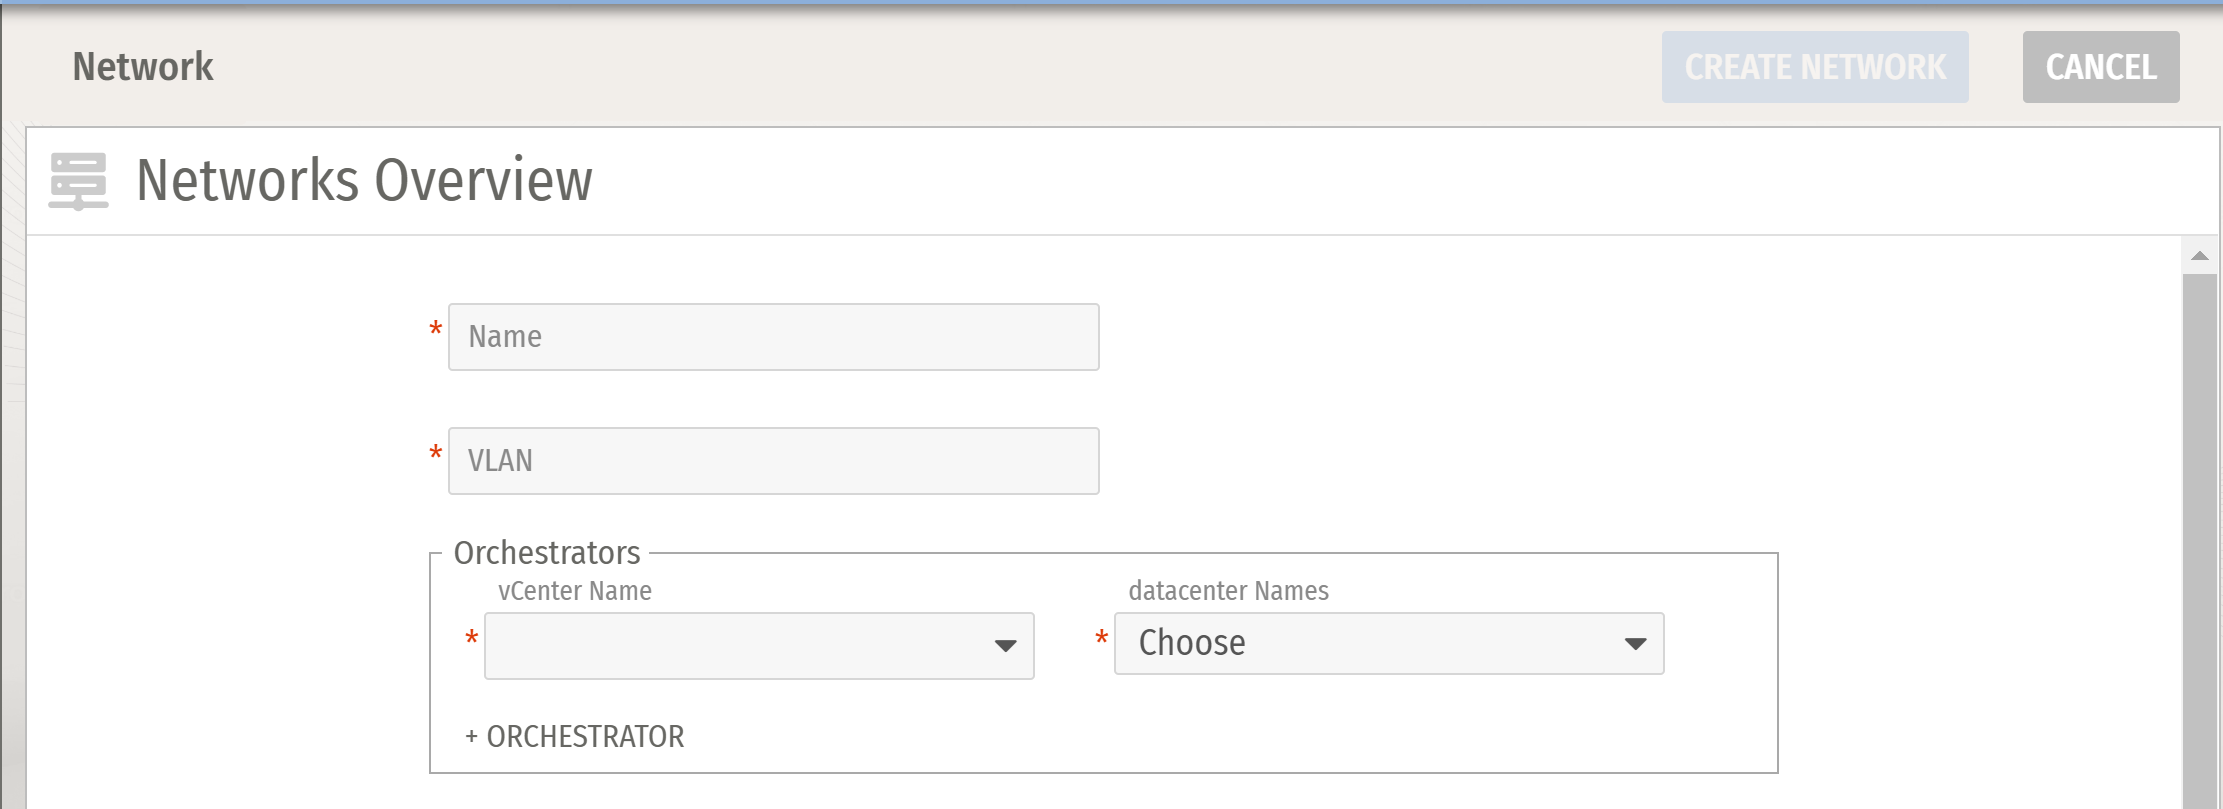 Network
CREATE NETWORK
CANCEL
Networks Overview
* Name
* VLAN
Orchestrators
vCenter Name
datacenter Names
*
* Choose
+ ORCHESTRATOR